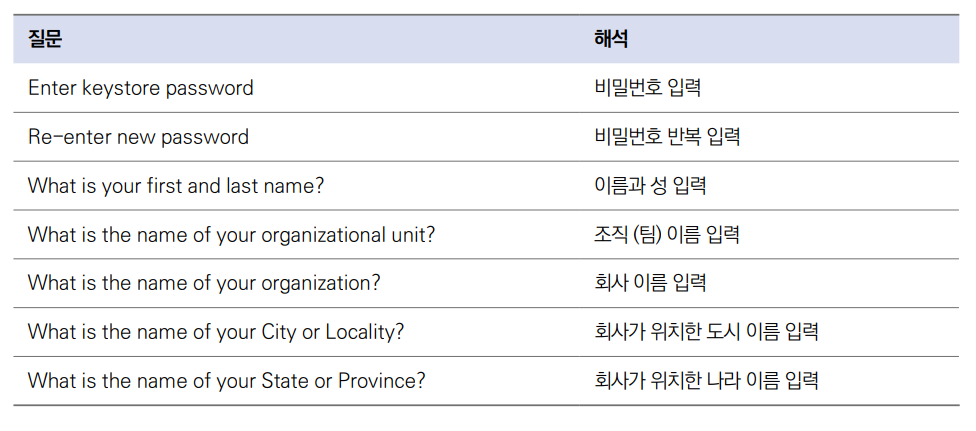 질문 해석
Enter keystore password 비밀번호 입력
Re-enter new password 비밀번호 반복 입력
What is your first and last name? 이름과 성 입력
What is the name of your organizational unit? 조직 (팀) 이름 입력
What is the name of your organization? 회사 이름 입력
What is the name of your City or Locality? 회사가 위치한 도시 이름 입력
What is the name of your State or Province? 회사가 위치한 나라 이름 입력